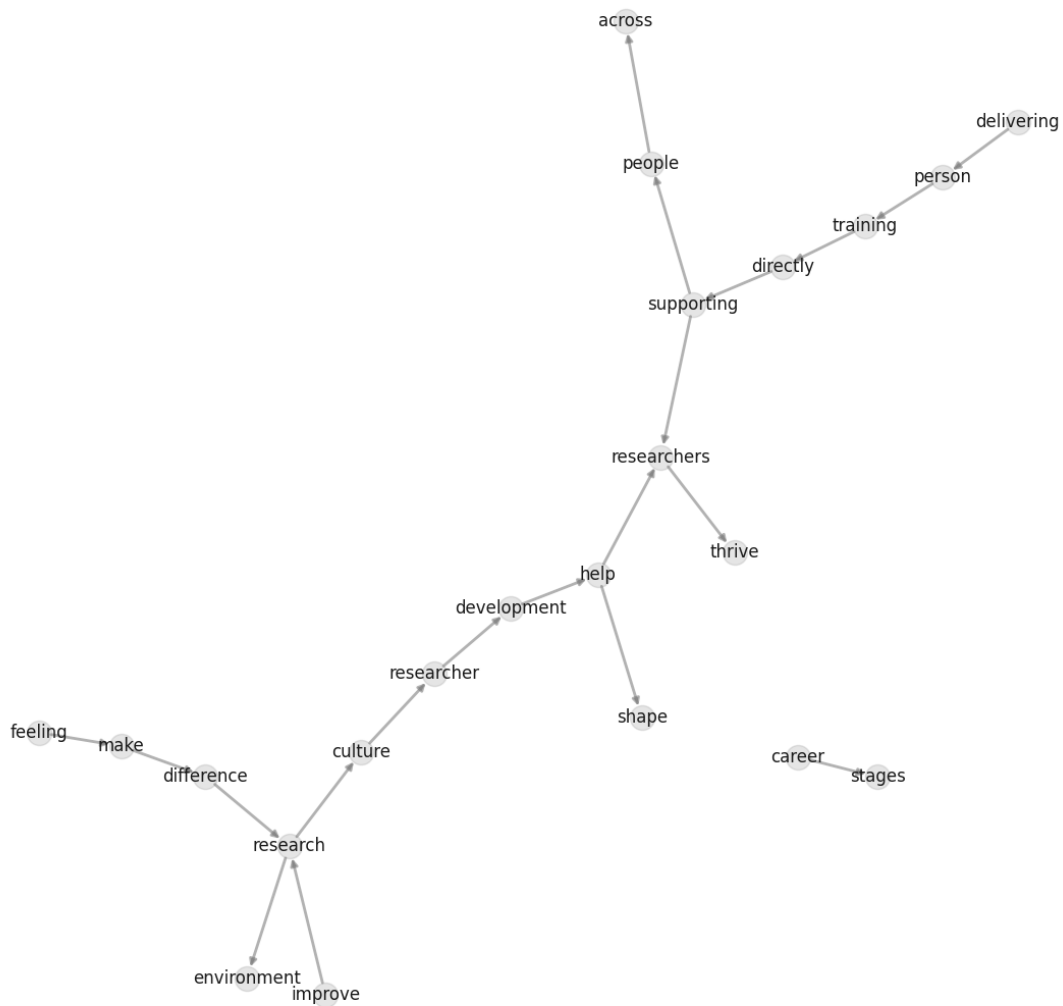 across
delivering
people
person
training
directly
supporting
researchers
thrive
help
development
researcher
shape
feeling
make
culture
career
difference
stages
research
environment
improve